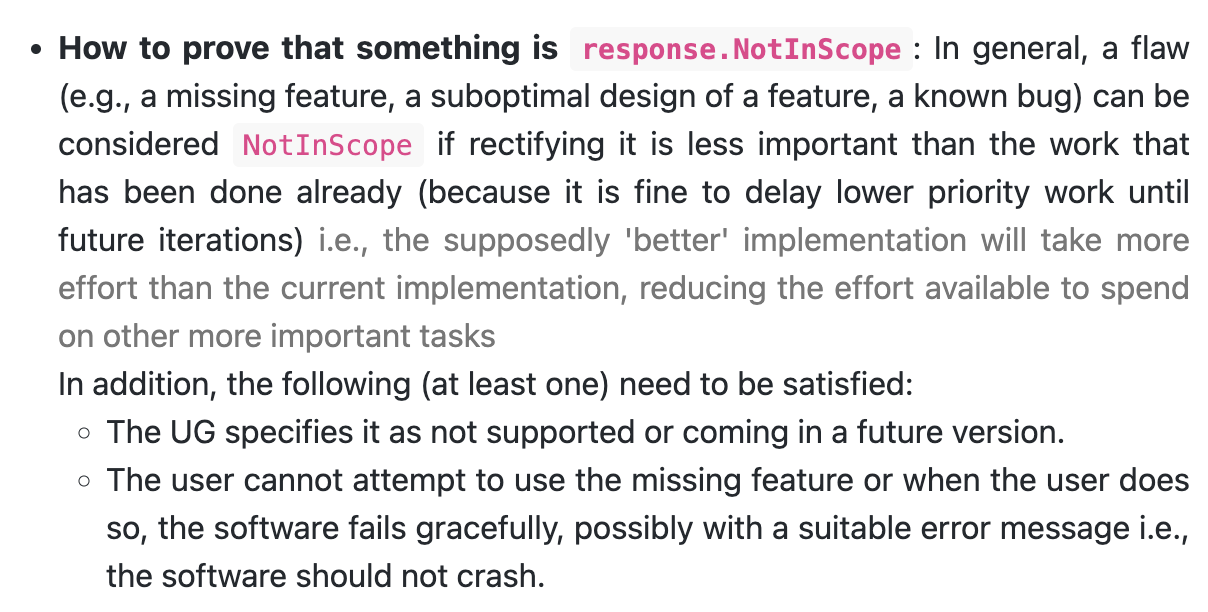 • How to prove that something is response.NotInScope: In general, a flaw
(e.g., a missing feature, a suboptimal design of a feature, a known bug) can be
considered NotInScope if rectifying it is less important than the work that
has been done already (because it is fine to delay lower priority work until
future iterations) i.e., the supposedly 'better' implementation will take more
effort than the current implementation, reducing the effort available to spend
on other more important tasks
In addition, the following (at least one) need to be satisfied:
◦ The UG specifies it as not supported or coming in a future version.
◦ The user cannot attempt to use the missing feature or when the user does
so, the software fails gracefully, possibly with a suitable error message i.e.,
the software should not crash.